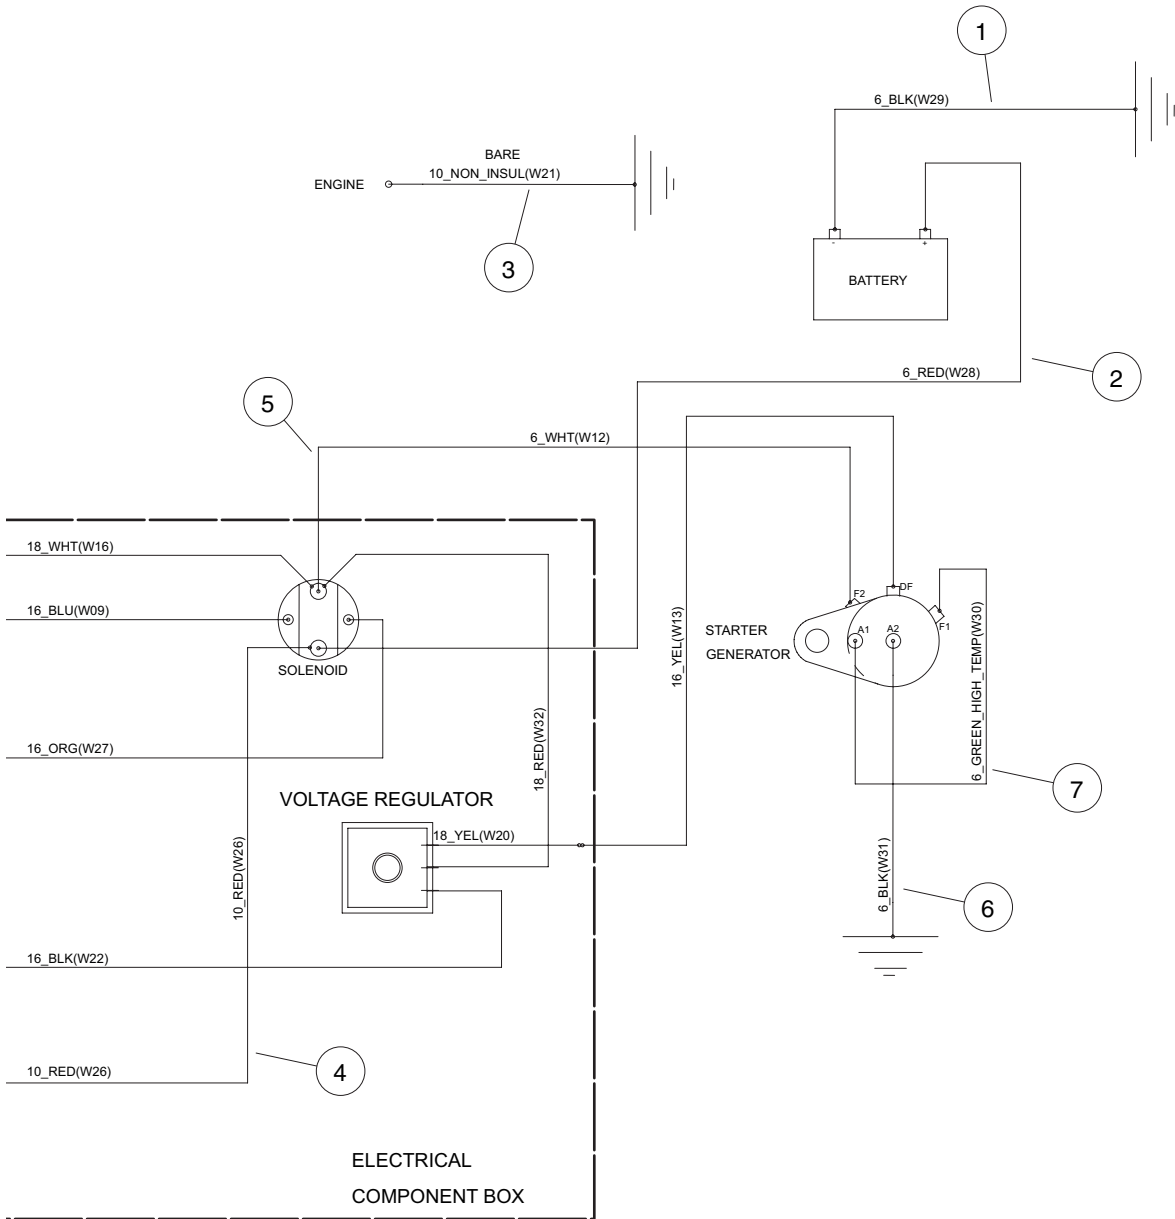 1
6_BLK(W29)
BARE
10_NON_INSUL(W21)
ENGINE
3
- +
BATTERY
6_RED(W28)
2
5
6_WHT(W12)
18_WHT(W16)
16_BLU(W09)
SOLENOID
16_ORG(W27)
18_RED(W32)
16_YEL(W13)
F2
DF
F1
A1
A2
STARTER
GENERATOR
6_GREEN_HIGH_TEMP(W30)
7
VOLTAGE REGULATOR
18_YEL(W20)
10_RED(W26)
6_BLK(W31)
6
16_BLK(W22)
10_RED(W26)
4
ELECTRICAL
COMPONENT BOX